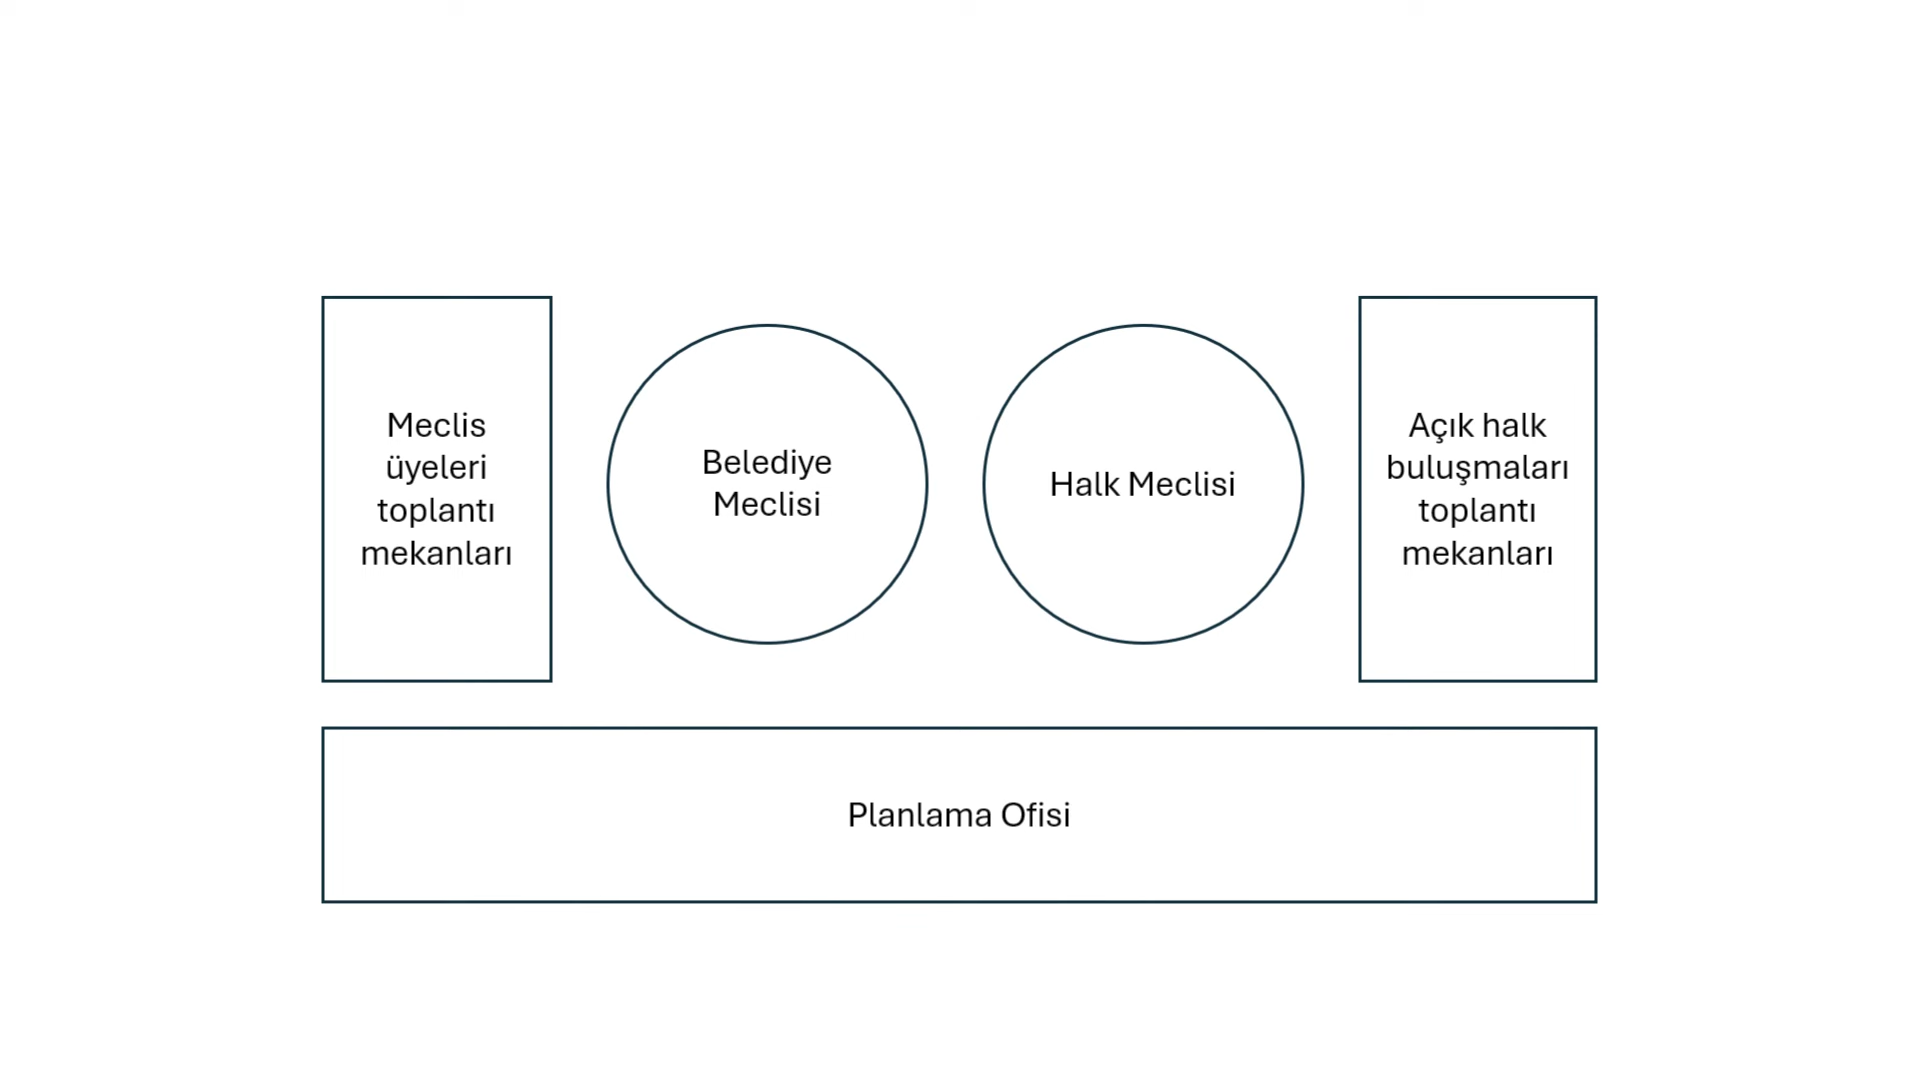 Meclis
üyeleri
toplantı
mekanları
Belediye
Meclisi
Halk Meclisi
Açık halk
buluşmaları
toplantı
mekanları
Planlama Ofisi